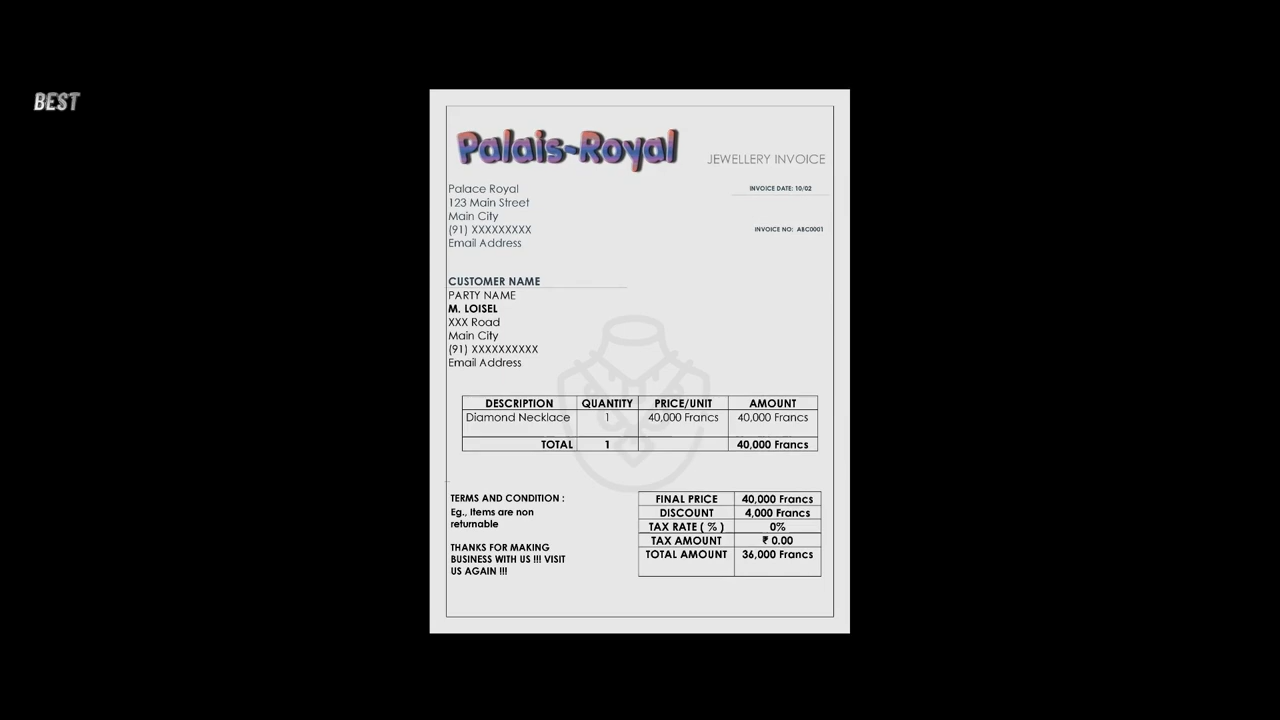 BEST
Palais-Royal
JEWELLERY INVOICE
Palace Royal
INVOICE DATE: 10/02
123 Main Street
Main City
(91) XXXXXXXXX
INVOICE NO: ABC0001
Email Address
CUSTOMER NAME
PARTY NAME
M. LOISEL
XXX Road
Main City
(91) XXXXXXXXXX
Email Address
DESCRIPTION QUANTITY PRICE/UNIT AMOUNT
Diamond Necklace 1 40,000 Francs 40,000 Francs
TOTAL 1 40,000 Francs
TERMS AND CONDITION :
Eg., Items are non
returnable
THANKS FOR MAKING
BUSINESS WITH US !!! VISIT
US AGAIN !!!
FINAL PRICE 40,000 Francs
DISCOUNT 4,000 Francs
TAX RATE ( % ) 0%
TAX AMOUNT ₹ 0.00
TOTAL AMOUNT 36,000 Francs